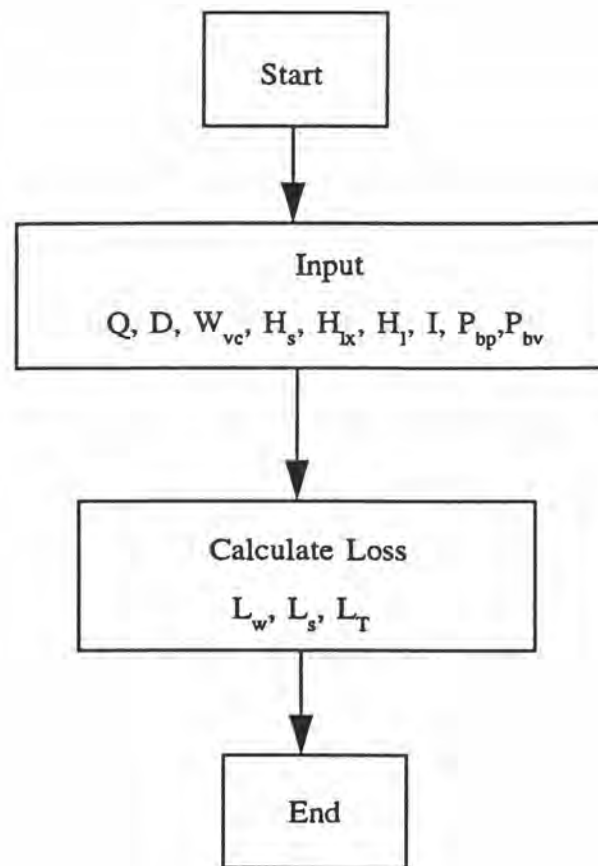 Start
Input
Q, D, W_vc, H_s, H_lx, H_l, I, P_bp,P_bv
Calculate Loss
L_w, L_s, L_T
End